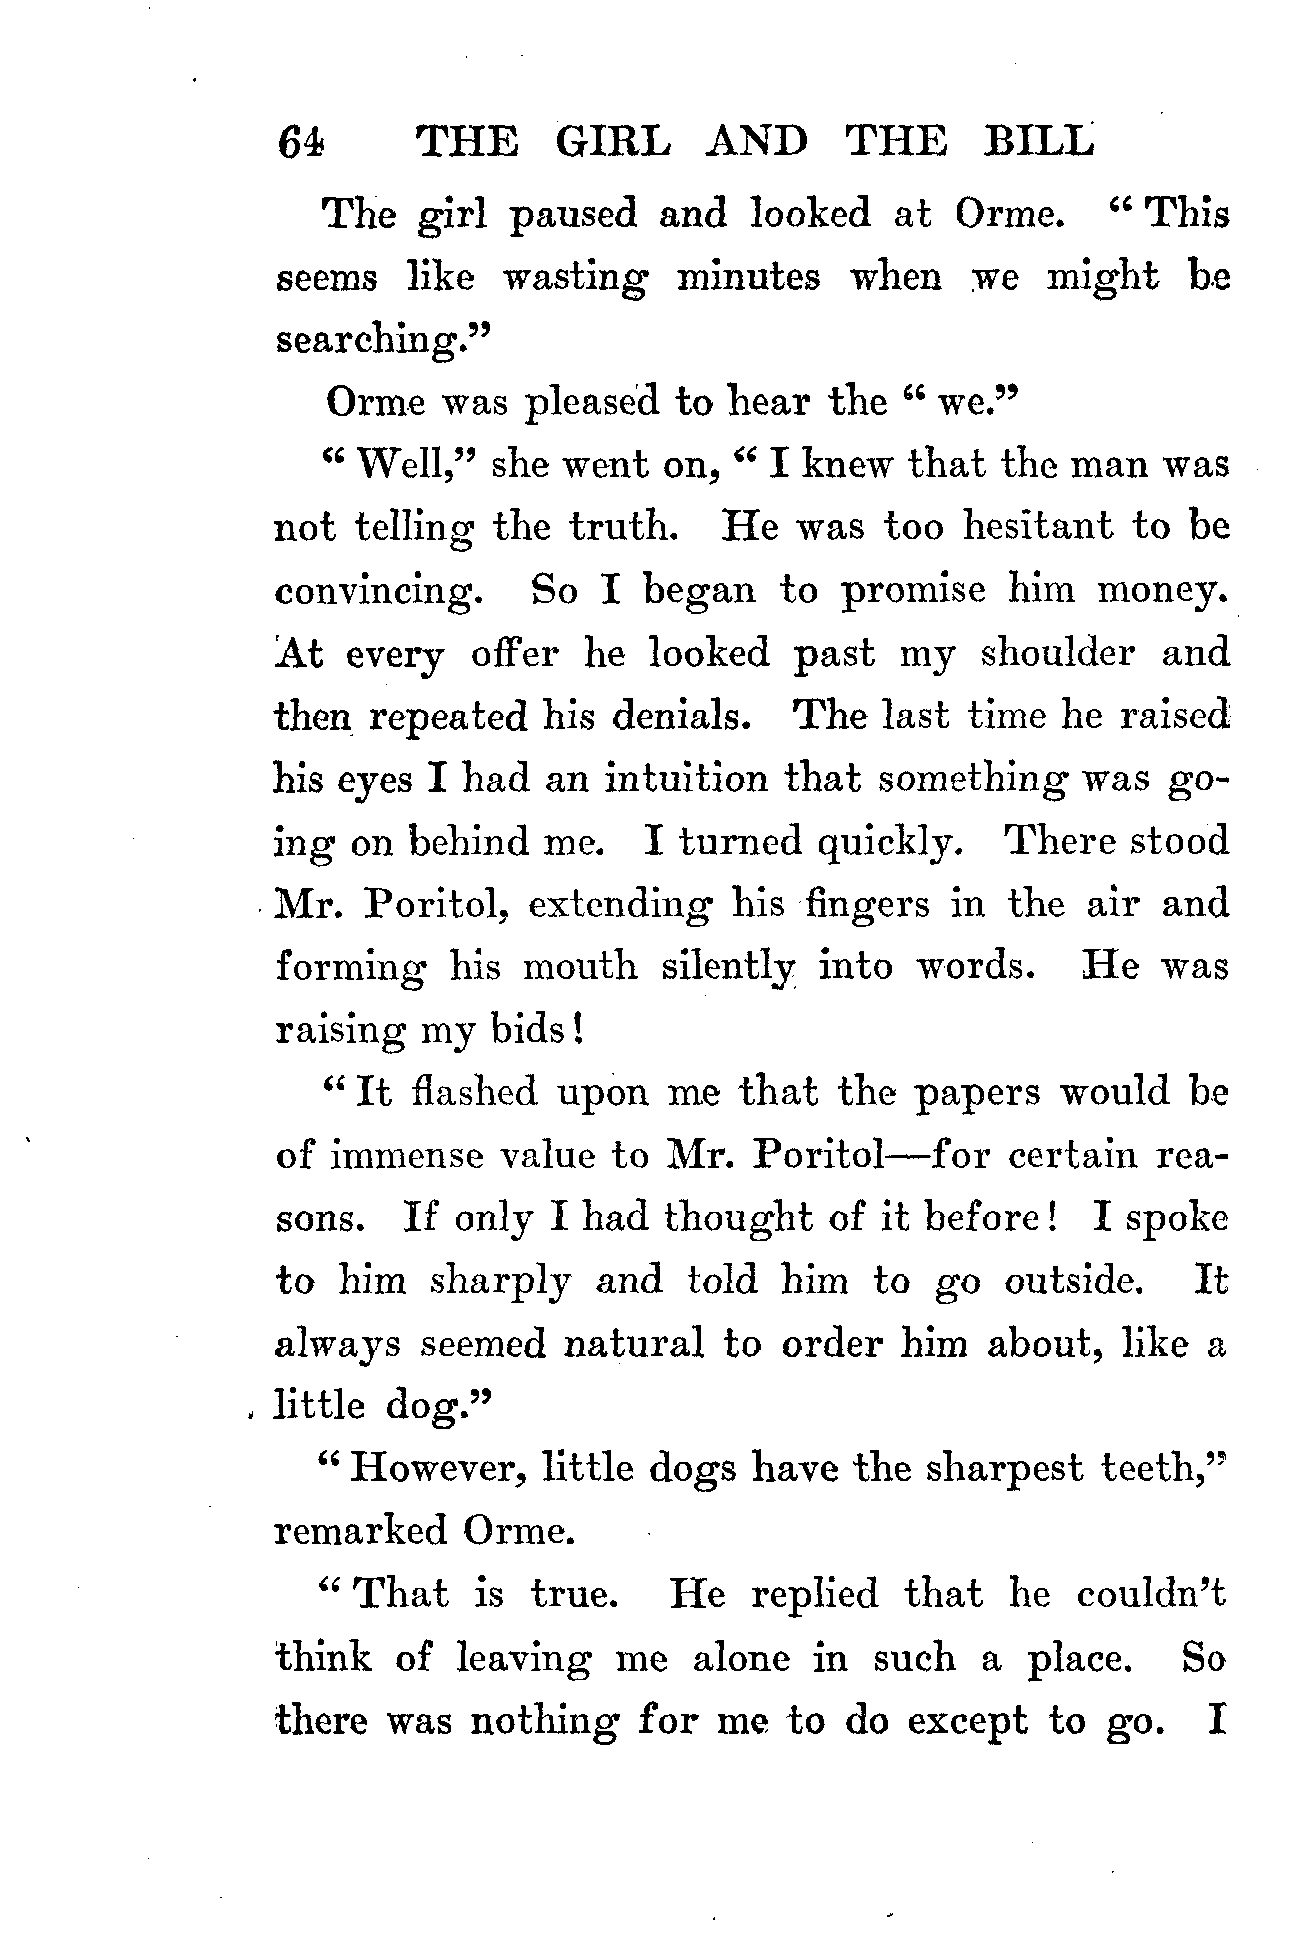 64 THE GIRL AND THE BILL
The girl paused and looked at Orme. “ This
seems like wasting minutes when we might be
searching.”
Orme was pleased to hear the “ we.”
“ Well,” she went on, “ I knew that the man was
not telling the truth. He was too hesitant to be
convincing. So I began to promise him money.
At every offer he looked past my shoulder and
then repeated his denials. The last time he raised
his eyes I had an intuition that something was go-
ing on behind me. I turned quickly. There stood
Mr. Poritol, extending his fingers in the air and
forming his mouth silently into words. He was
raising my bids!
“ It flashed upon me that the papers would be
of immense value to Mr. Poritol—for certain rea-
sons. If only I had thought of it before! I spoke
to him sharply and told him to go outside. It
always seemed natural to order him about, like a
little dog.”
“ However, little dogs have the sharpest teeth,”
remarked Orme.
“ That is true. He replied that he couldn’t
think of leaving me alone in such a place. So
there was nothing for me to do except to go. I